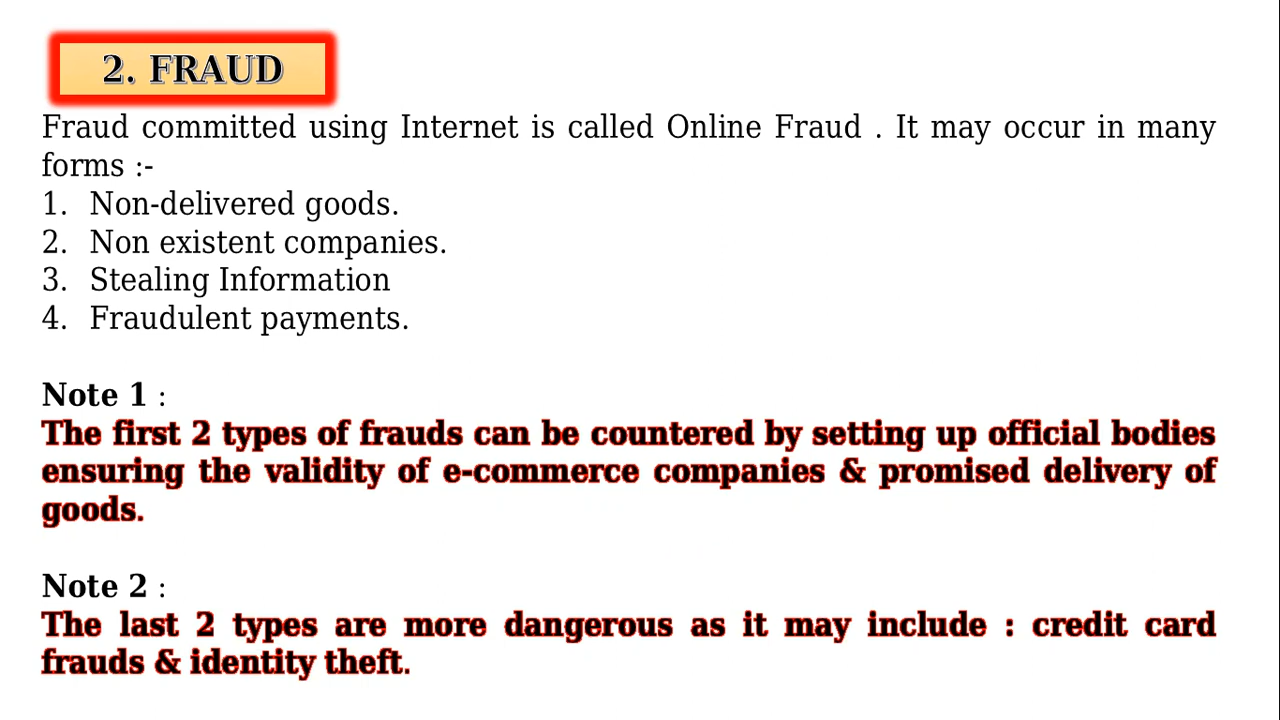 2. FRAUD
Fraud committed using Internet is called Online Fraud . It may occur in many
forms :-
1. Non-delivered goods.
2. Non existent companies.
3. Stealing Information
4. Fraudulent payments.
Note 1 :
The first 2 types of frauds can be countered by setting up official bodies
ensuring the validity of e-commerce companies & promised delivery of
goods.
Note 2 :
The last 2 types are more dangerous as it may include : credit card
frauds & identity theft.